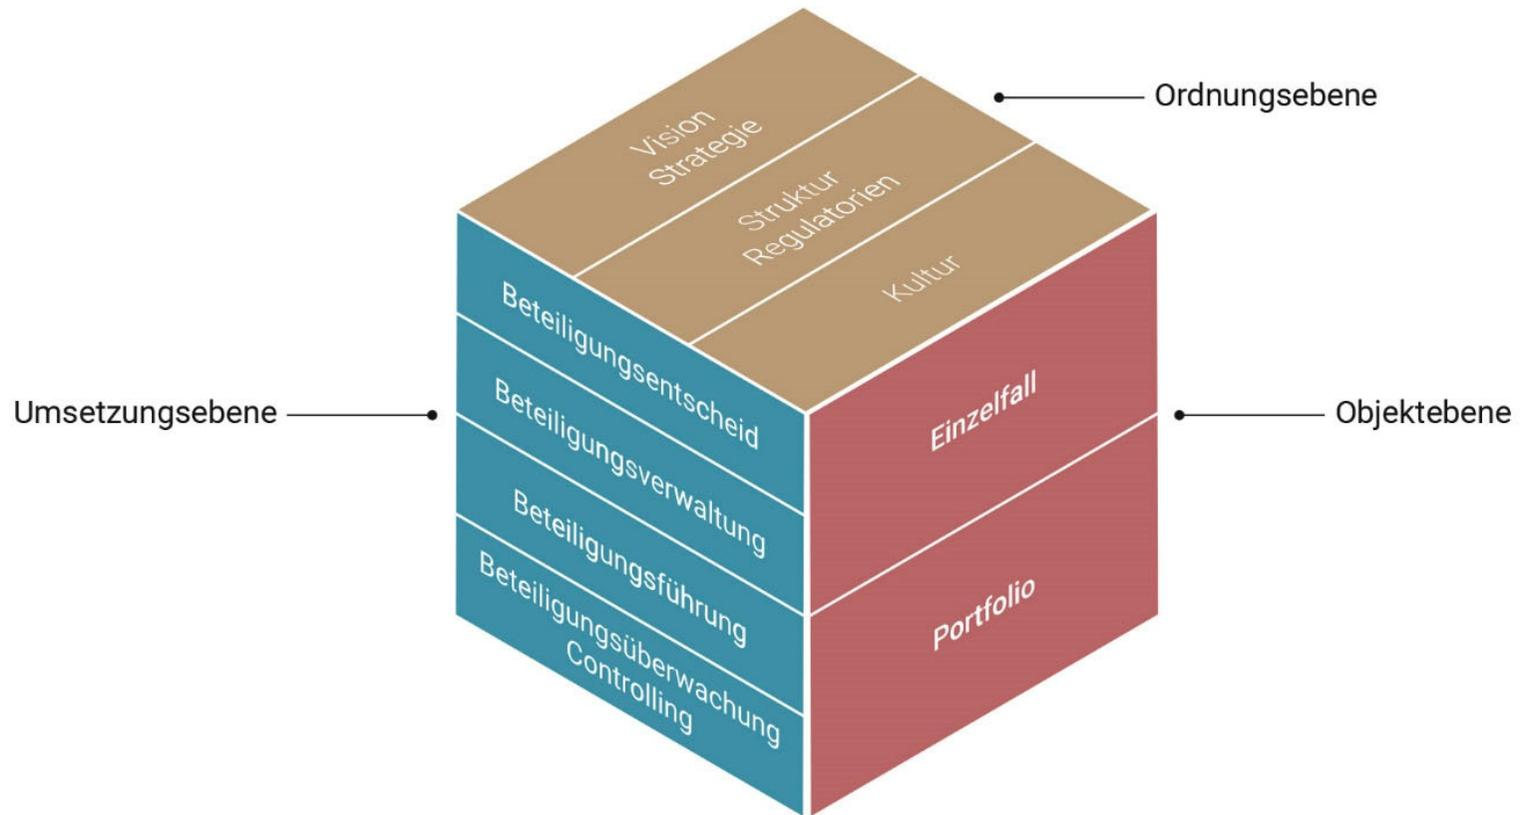 Ordnungsebene
Vision
Strategie
Struktur
Regulatorien
Kultur
Umsetzungsebene
Beteiligungsentscheid
Beteiligungsverwaltung
Beteiligungsführung
Beteiligungsüberwachung
Controlling
Einzelfall
Portfolio
Objektebene